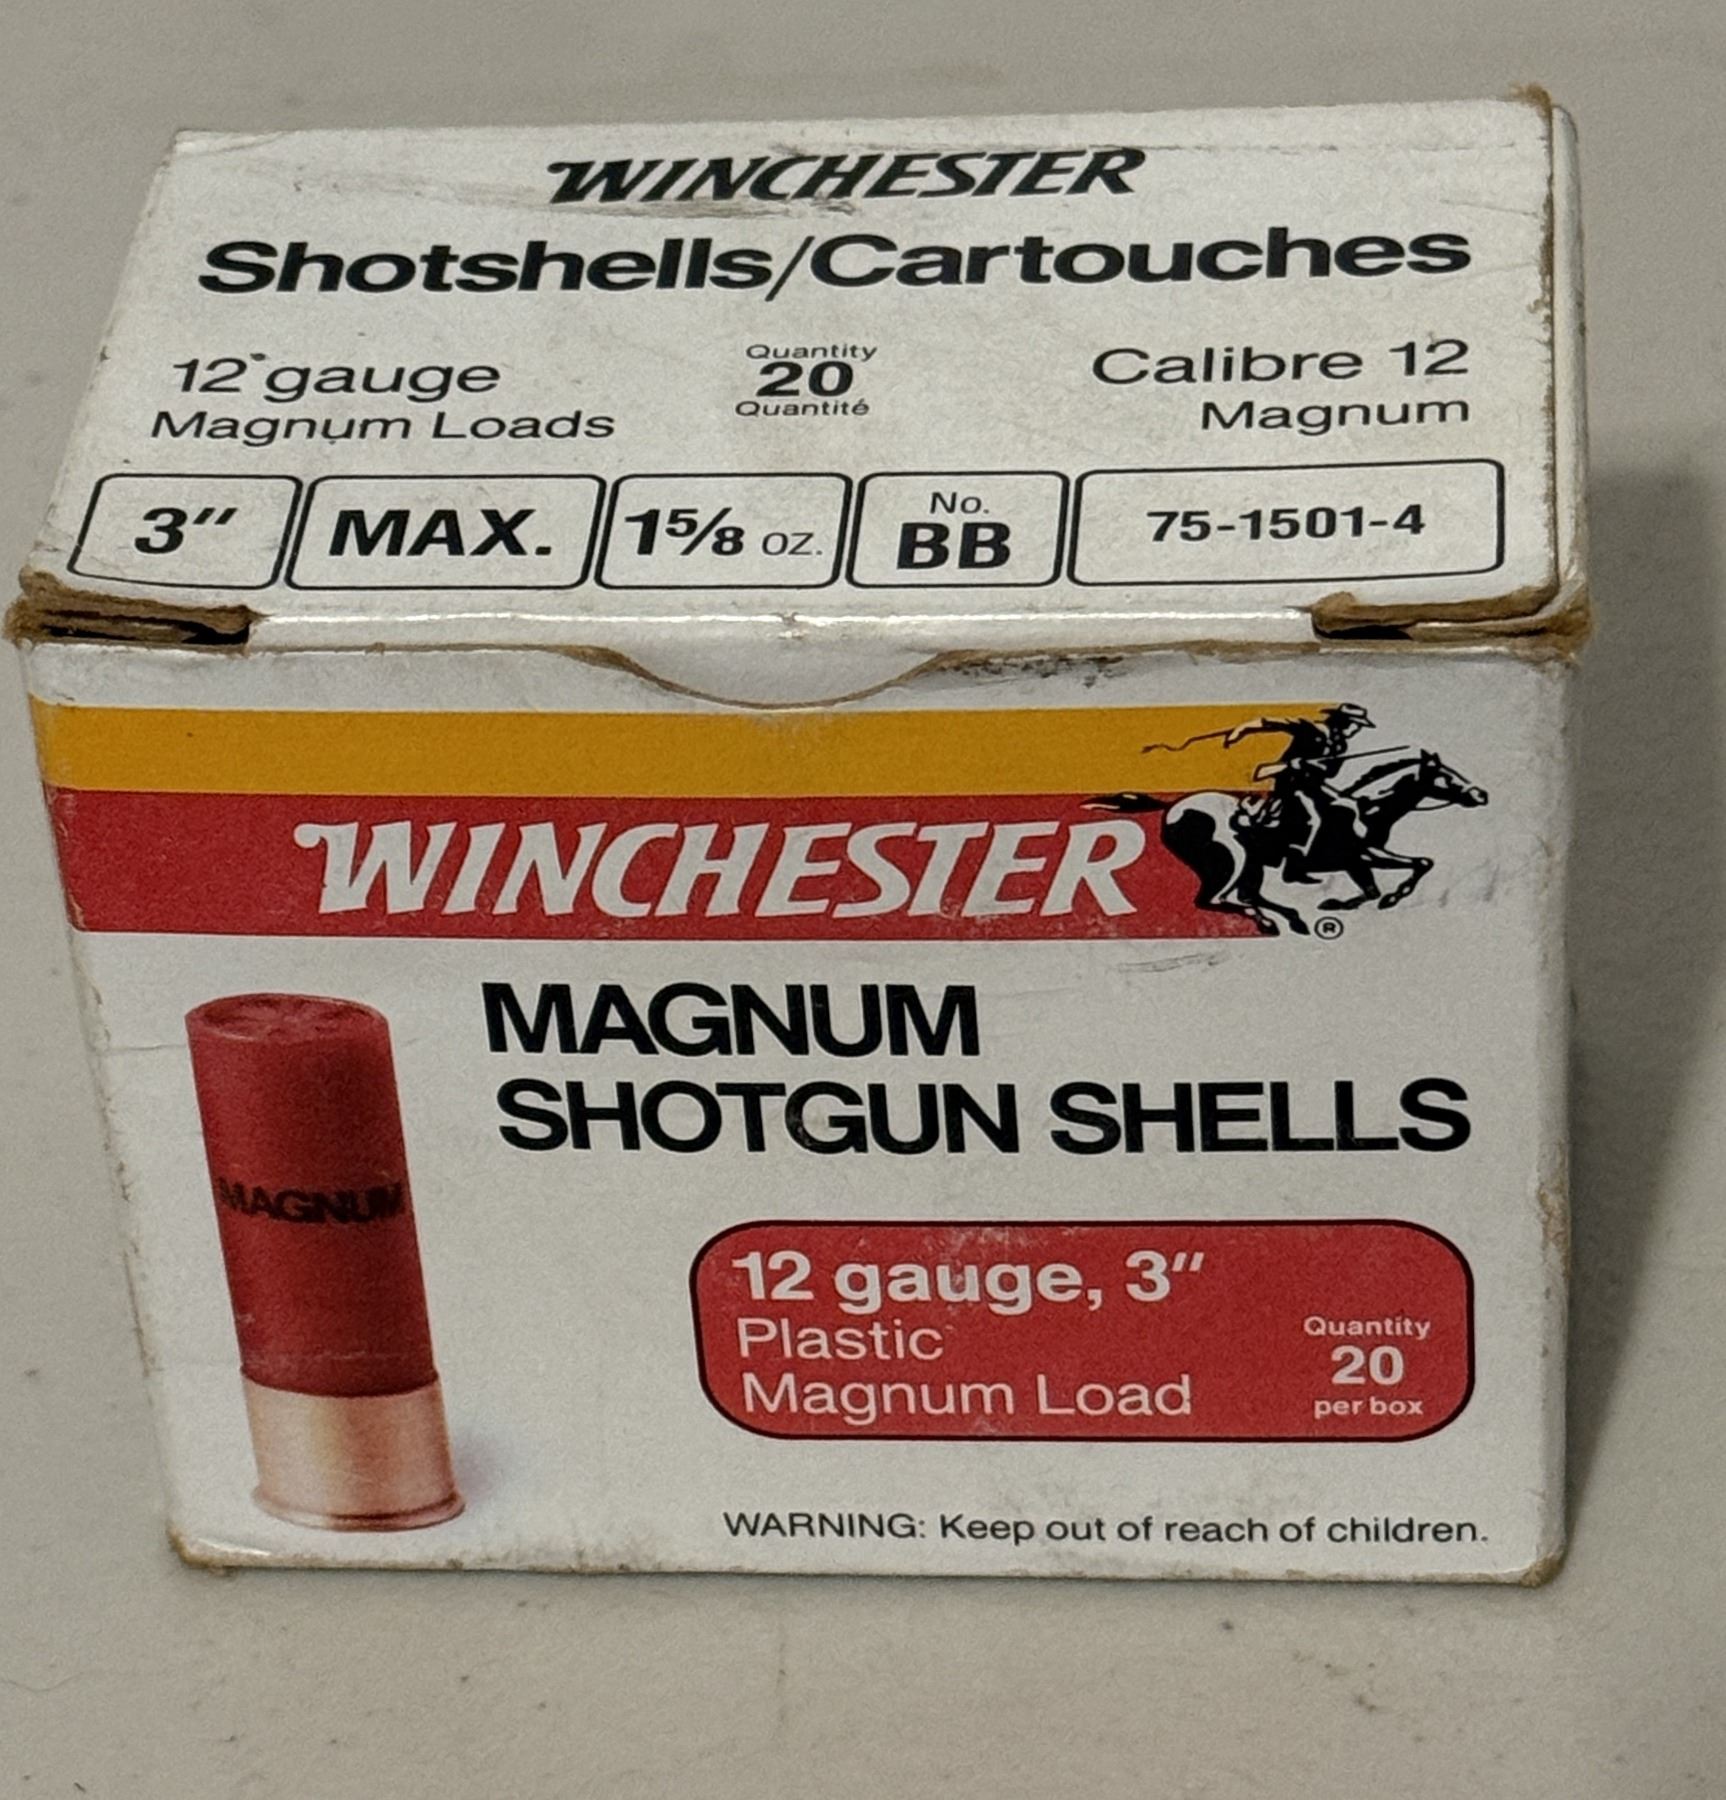 WINCHESTER
Shotshells/Cartouches
12 gauge
Magnum Loads
Quantity
20
Quantité
Calibre 12
Magnum
3" MAX. 1 5/8 oz. No. BB 75-1501-4
WINCHESTER
®
MAGNUM
SHOTGUN SHELLS
MAGNUM
12 gauge, 3"
Plastic
Magnum Load
Quantity
20
per box
WARNING: Keep out of reach of children.